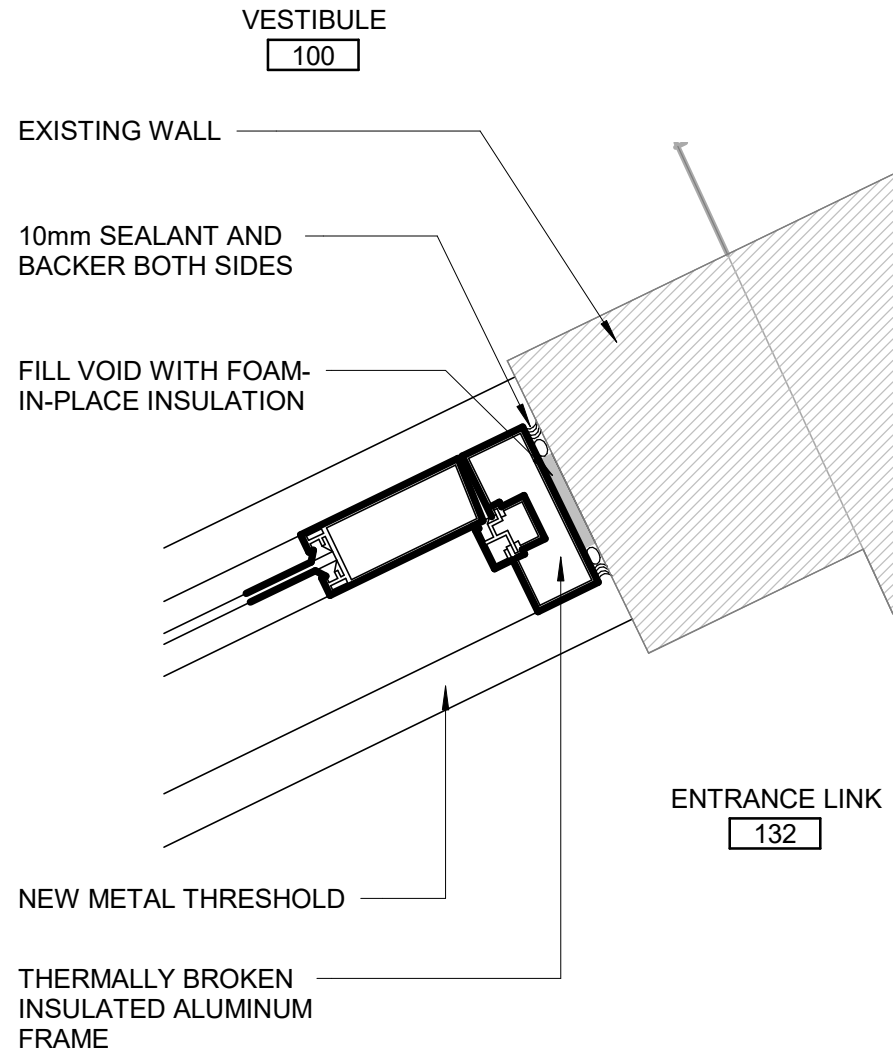 VESTIBULE
100
EXISTING WALL
10mm SEALANT AND
BACKER BOTH SIDES
FILL VOID WITH FOAM-
IN-PLACE INSULATION
ENTRANCE LINK
132
NEW METAL THRESHOLD
THERMALLY BROKEN
INSULATED ALUMINUM
FRAME